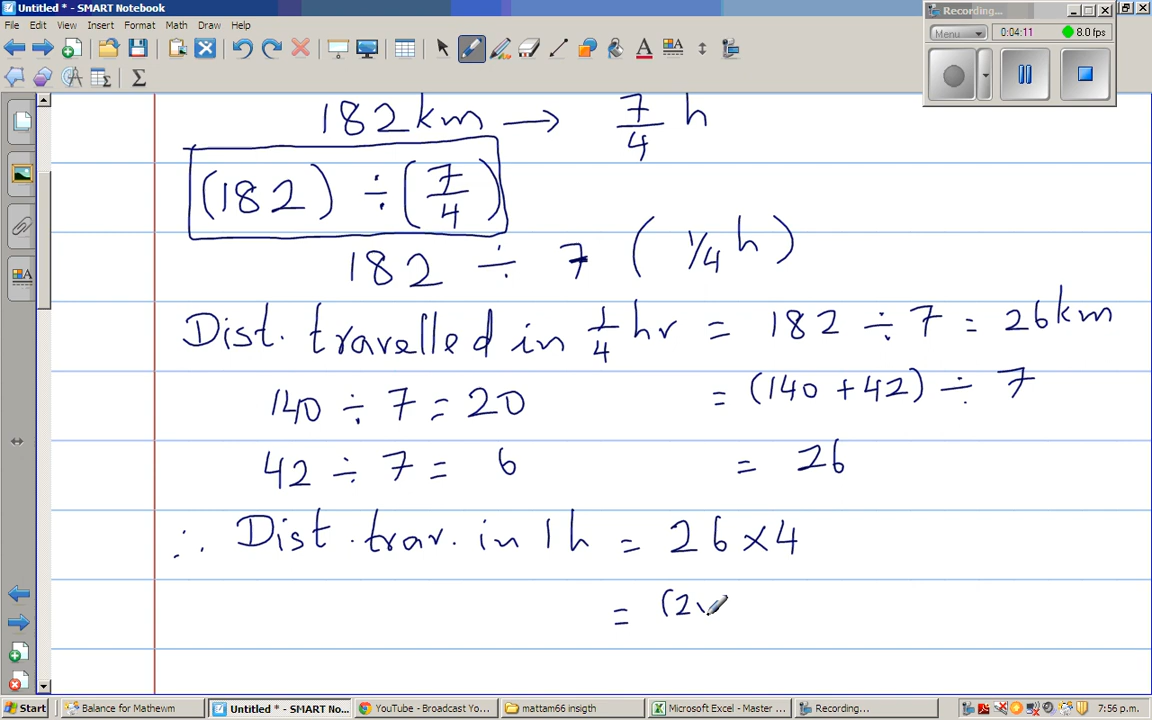 Untitled * - SMART Notebook
File Edit View Insert Format Math Draw Help
Recording...
Menu
0:04:11
8.0 fps
182 km → 7/4 h
(182) ÷ (7/4)
182 ÷ 7 (1/4 h)
Dist. travelled in 1/4 hr = 182 ÷ 7 = 26km
140 ÷ 7 = 20 = (140 + 42) ÷ 7
42 ÷ 7 = 6 = 26
∴ Dist. trav. in 1 h = 26 × 4
= (2
Start
Balance for Mathewm
Untitled * - SMART No...
YouTube - Broadcast Yo...
mattam66 insigth
Microsoft Excel - Master ...
Recording...
7:56 p.m.